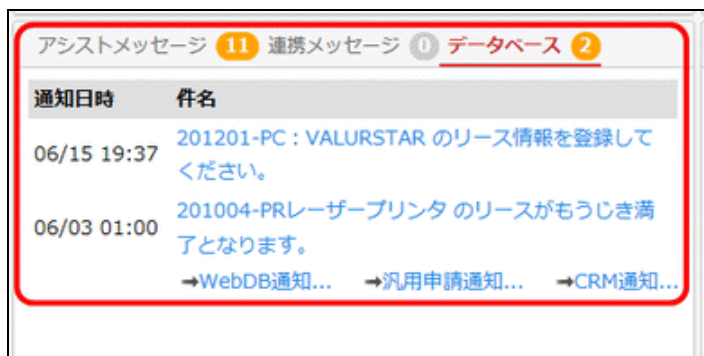 アシストメッセージ 11 連携メッセージ 0 データベース 2
通知日時 件名
06/15 19:37 201201-PC：VALURSTAR のリース情報を登録して
ください。
06/03 01:00 201004-PRレーザープリンタ のリースがもうじき満
了となります。
➞WebDB通知... ➞汎用申請通知... ➞CRM通知...